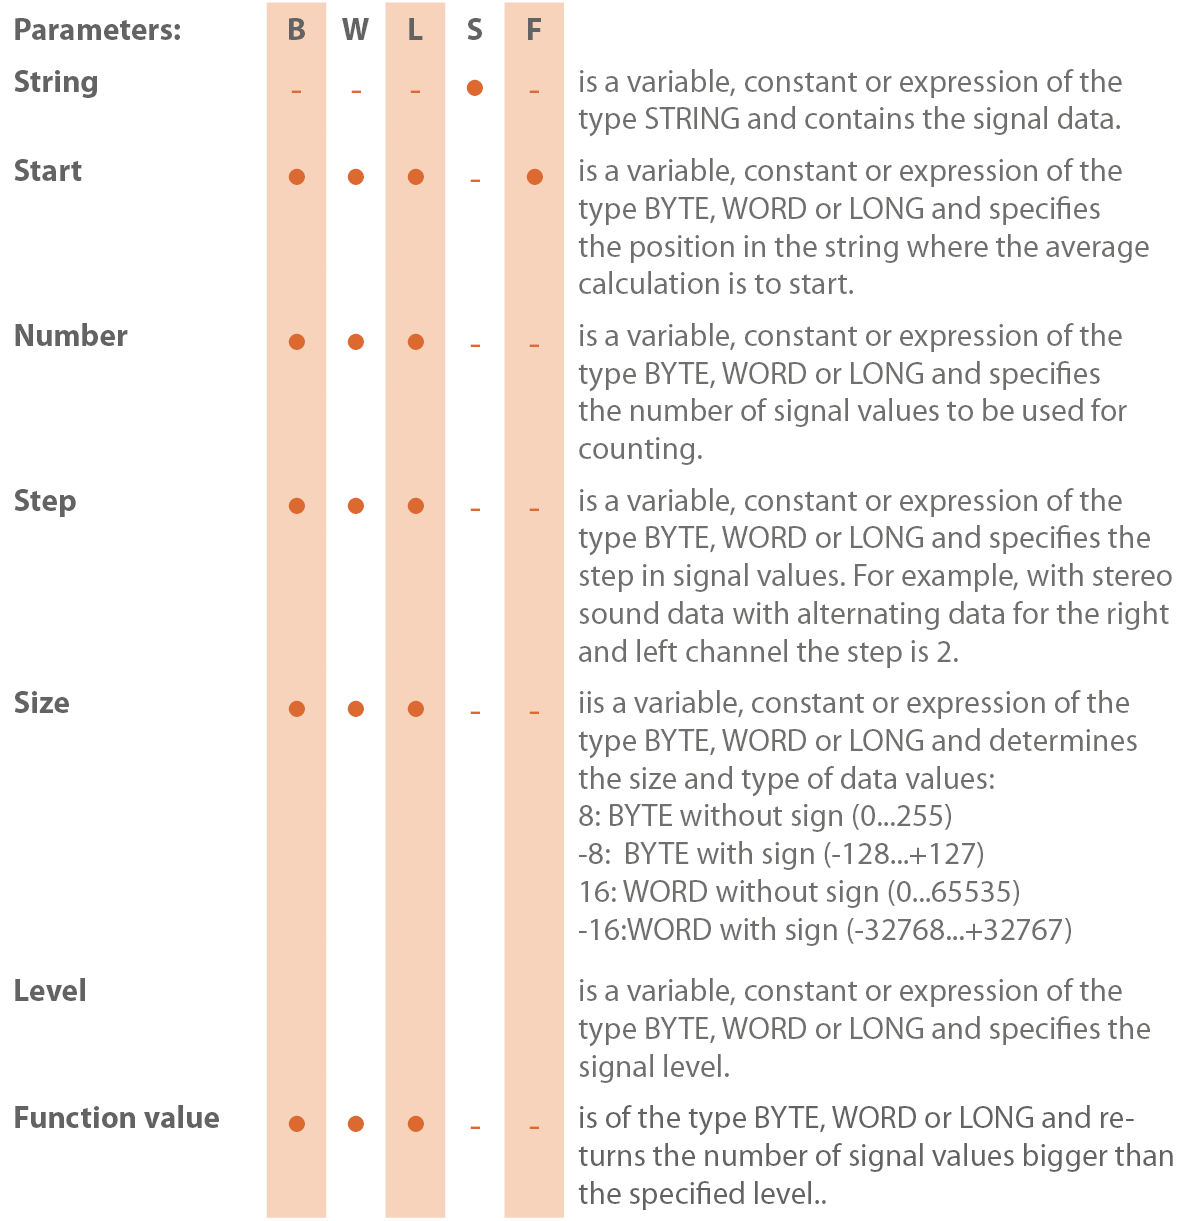 Parameters: B W L S F
String - - - ● - is a variable, constant or expression of the
type STRING and contains the signal data.
Start ● ● ● - ● is a variable, constant or expression of the
type BYTE, WORD or LONG and specifies
the position in the string where the average
calculation is to start.
Number ● ● ● - - is a variable, constant or expression of the
type BYTE, WORD or LONG and specifies
the number of signal values to be used for
counting.
Step ● ● ● - - is a variable, constant or expression of the
type BYTE, WORD or LONG and specifies the
step in signal values. For example, with stereo
sound data with alternating data for the right
and left channel the step is 2.
Size ● ● ● - - iis a variable, constant or expression of the
type BYTE, WORD or LONG and determines
the size and type of data values:
8: BYTE without sign (0...255)
-8: BYTE with sign (-128...+127)
16: WORD without sign (0...65535)
-16:WORD with sign (-32768...+32767)
Level is a variable, constant or expression of the
type BYTE, WORD or LONG and specifies the
signal level.
Function value ● ● ● - - is of the type BYTE, WORD or LONG and re-
turns the number of signal values bigger than
the specified level..